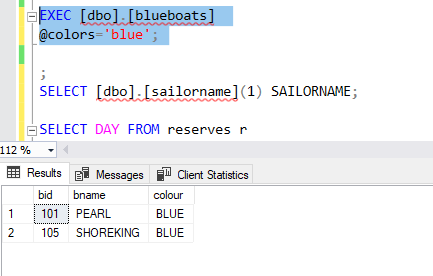 EXEC [dbo].[blueboats]
@colors='blue';
;
SELECT [dbo].[sailorname](1) SAILORNAME;
SELECT DAY FROM reserves r
112 %
Results Messages Client Statistics
bid bname colour
1 101 PEARL BLUE
2 105 SHOREKING BLUE